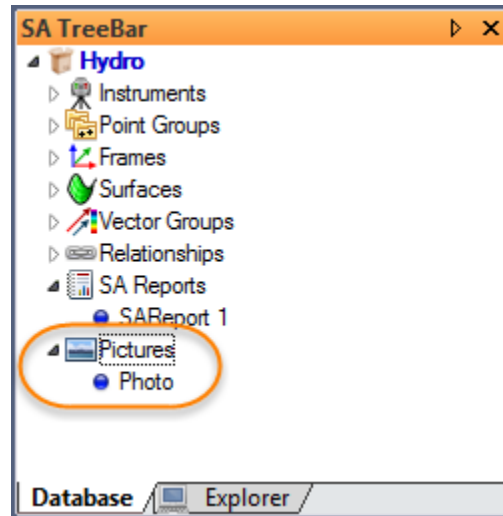 SA TreeBar
Hydro
Instruments
Point Groups
Frames
Surfaces
Vector Groups
Relationships
SA Reports
SAReport 1
Pictures
Photo
Database Explorer